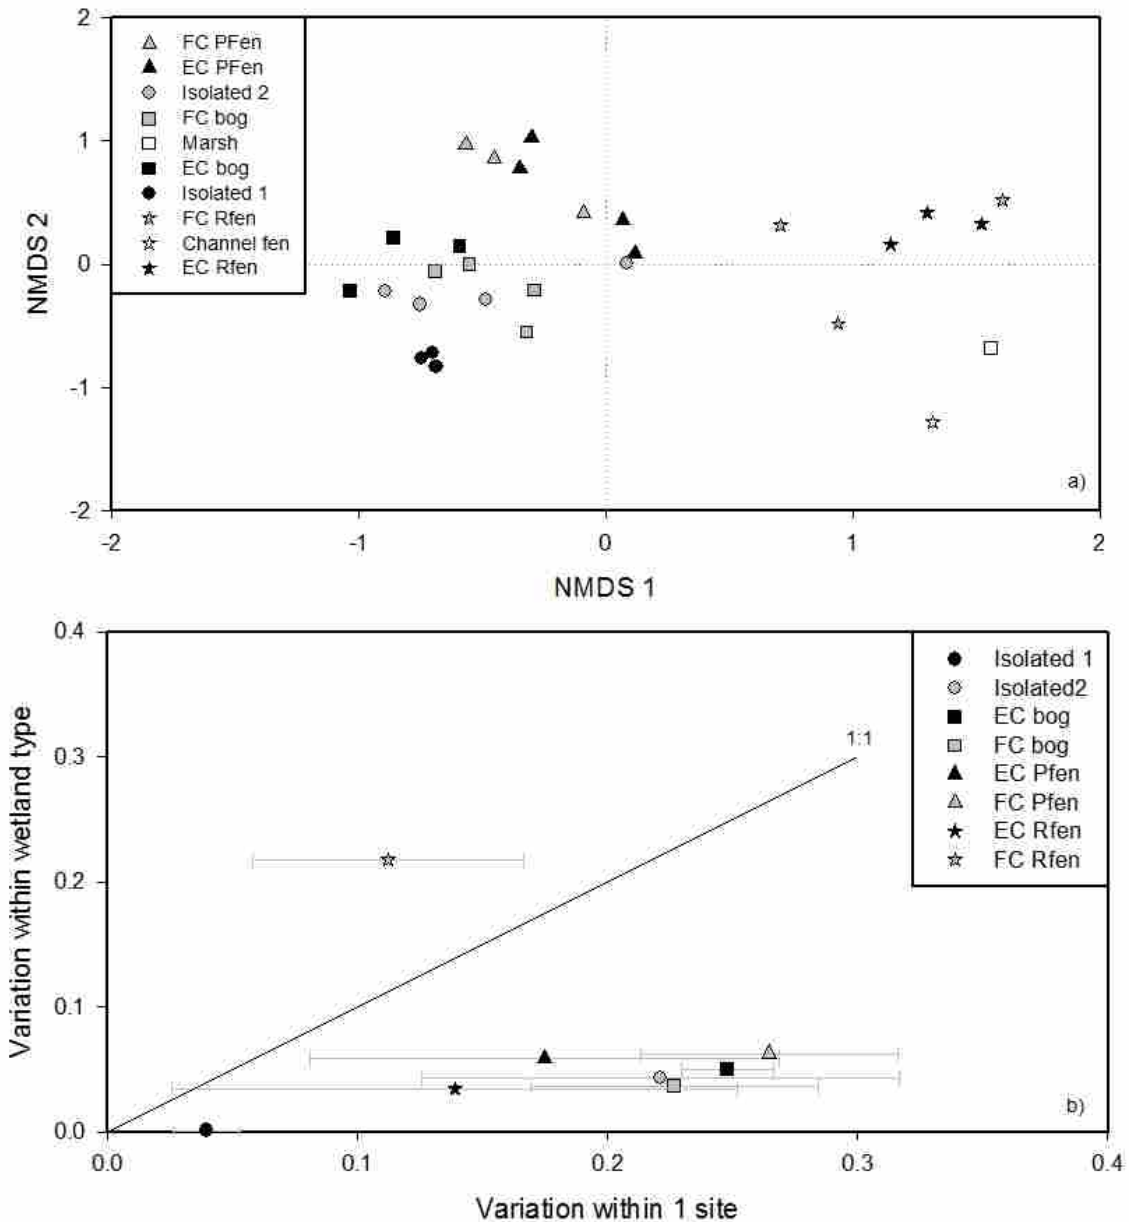 2
FC PFen
EC PFen
Isolated 2
FC bog
Marsh
EC bog
Isolated 1
FC Rfen
Channel fen
EC Rfen
1
0
-1
-2
NMDS 2
a)
-2 -1 0 1 2
NMDS 1
0.4
Isolated 1
Isolated2
EC bog
FC bog
EC Pfen
FC Pfen
EC Rfen
FC Rfen
1:1
0.3
0.2
0.1
0.0
Variation within wetland type
b)
0.0 0.1 0.2 0.3 0.4
Variation within 1 site